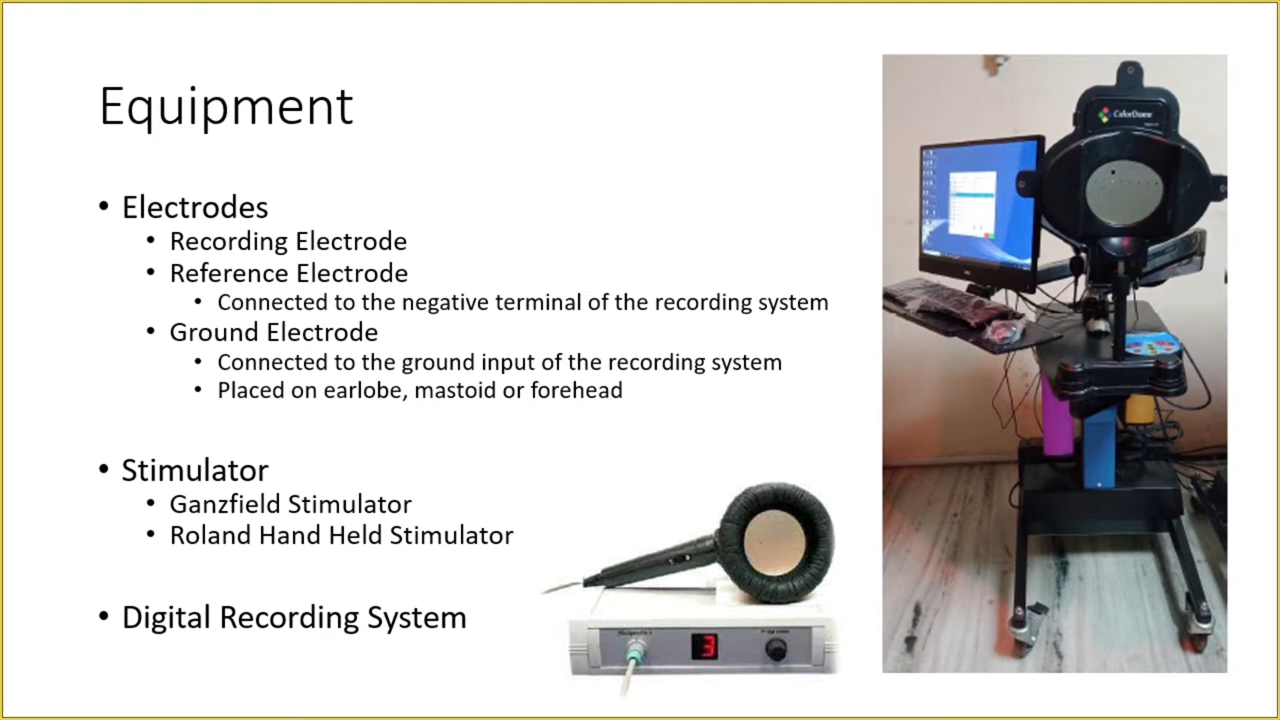 Equipment
• Electrodes
• Recording Electrode
• Reference Electrode
• Connected to the negative terminal of the recording system
• Ground Electrode
• Connected to the ground input of the recording system
• Placed on earlobe, mastoid or forehead
• Stimulator
• Ganzfield Stimulator
• Roland Hand Held Stimulator
• Digital Recording System
3
ColorDome